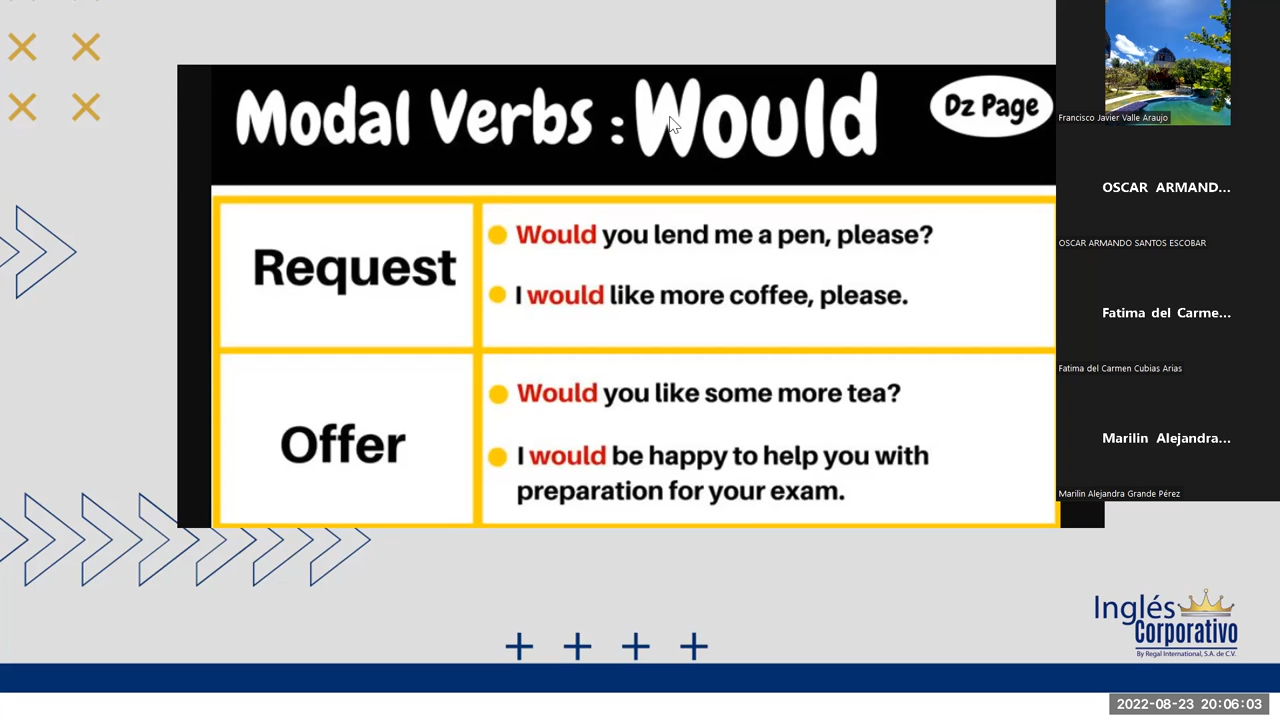 Modal Verbs : Would
Dz Page
Request
Would you lend me a pen, please?
I would like more coffee, please.
Offer
Would you like some more tea?
I would be happy to help you with
preparation for your exam.
Francisco Javier Valle Araujo
OSCAR ARMAND...
OSCAR ARMANDO SANTOS ESCOBAR
Fatima del Carme...
Fatima del Carmen Cubias Arias
Marilin Alejandra...
Marilin Alejandra Grande Pérez
Inglés
Corporativo
By Regal International, S.A. de C.V.
2022-08-23 20:06:03